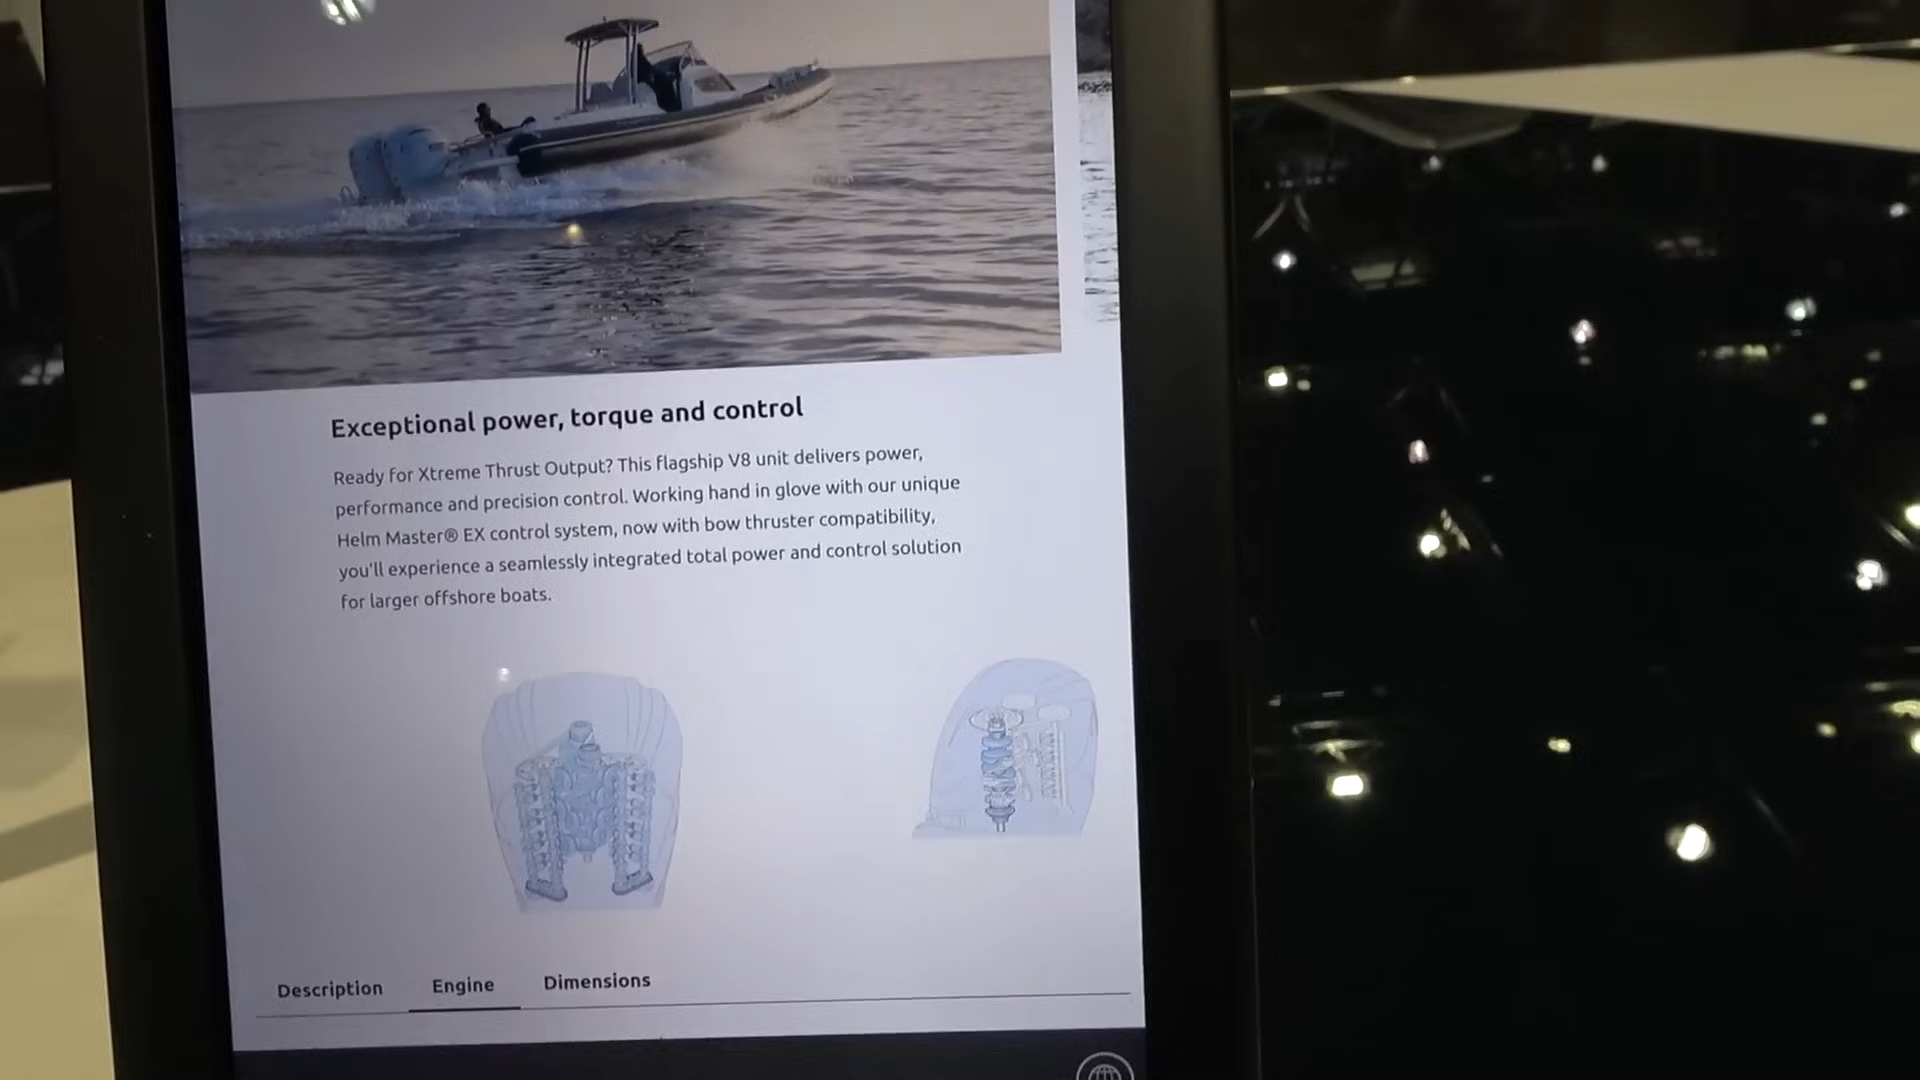 Exceptional power, torque and control
Ready for Xtreme Thrust Output? This flagship V8 unit delivers power,
performance and precision control. Working hand in glove with our unique
Helm Master® EX control system, now with bow thruster compatibility,
you'll experience a seamlessly integrated total power and control solution
for larger offshore boats.
Description Engine Dimensions